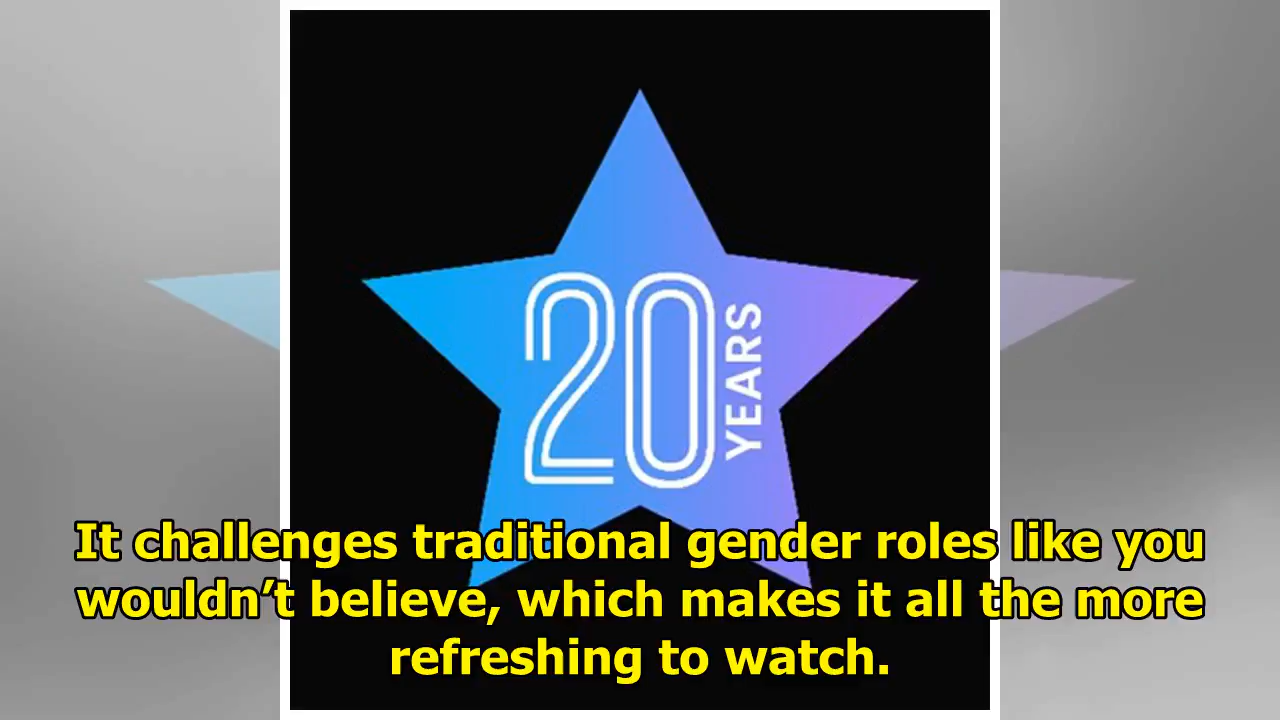 20
YEARS
It challenges traditional gender roles like you
wouldn’t believe, which makes it all the more
refreshing to watch.